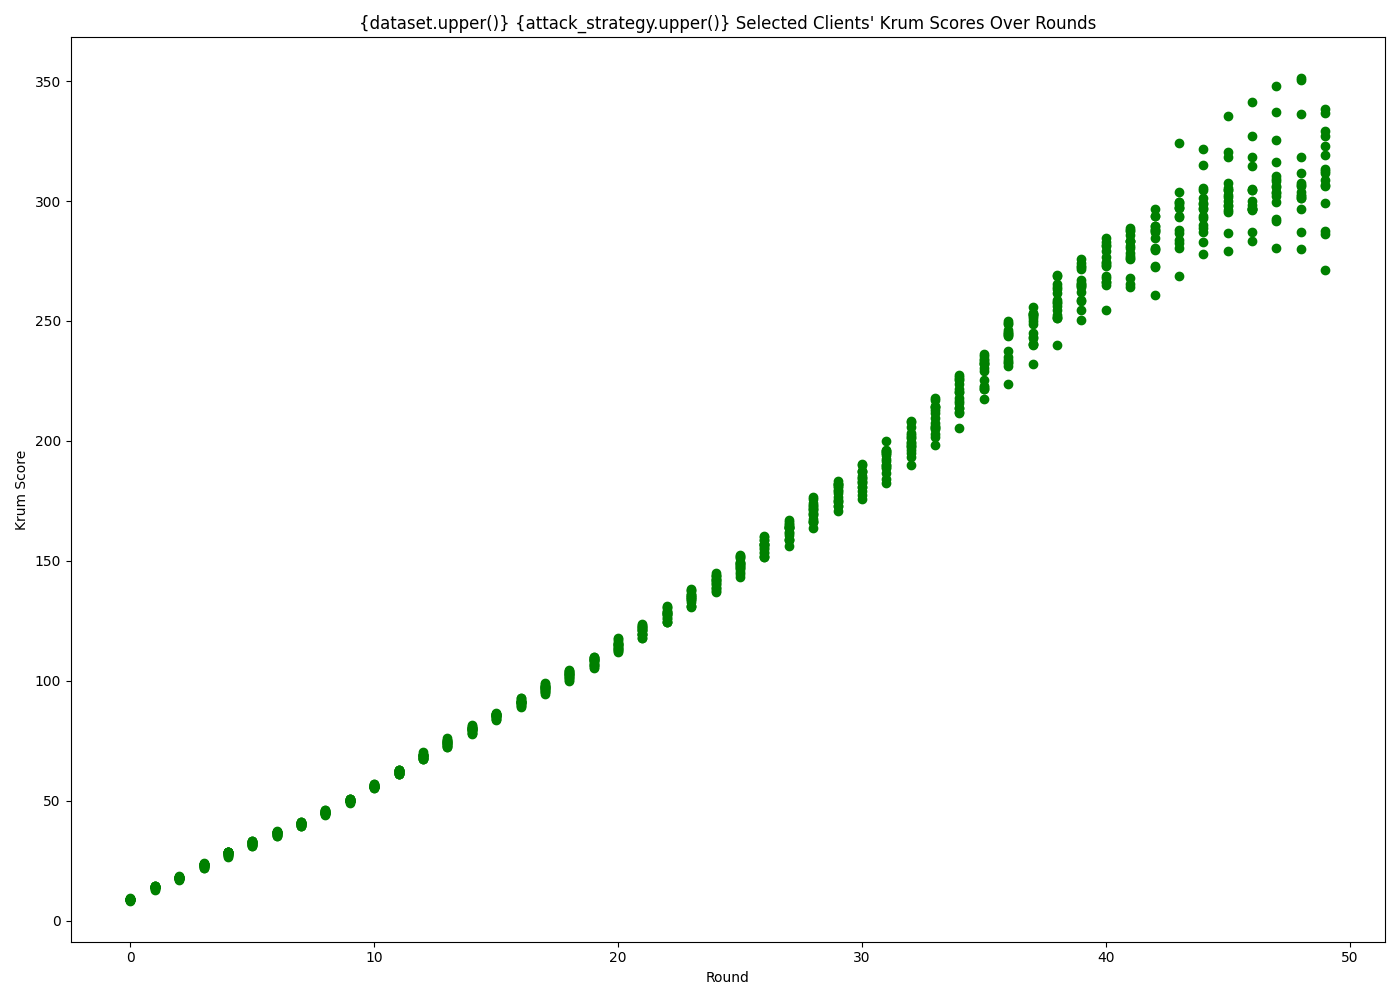 {dataset.upper()} {attack_strategy.upper()} Selected Clients' Krum Scores Over Rounds
350
300
250
200
150
100
50
0
Krum Score
0 10 20 30 40 50
Round